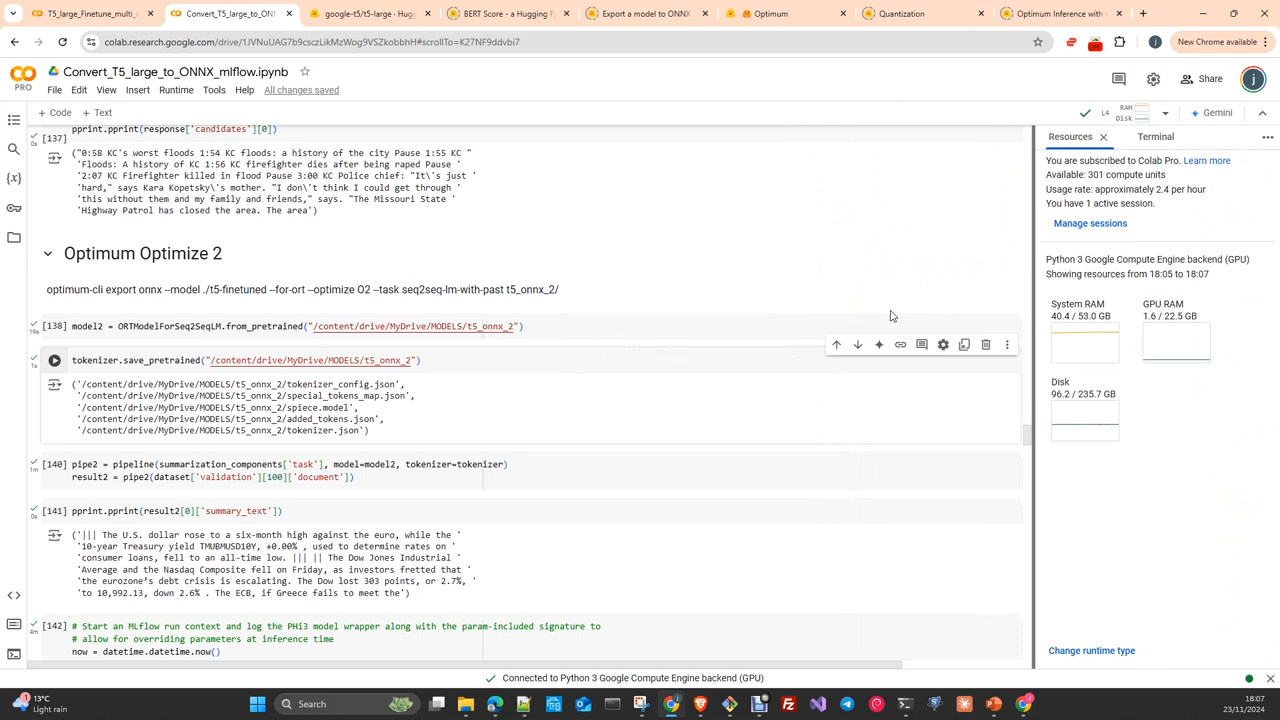 T5_large_Finetune_multi_n
Convert_T5_large_to_ONN
google-t5/t5-large · Hugg
BERT Score - a Hugging F
Export a model to ONNX
Optimum
Quantization
Optimum Inference with
colab.research.google.com/drive/1JVNuUAG7b9csczLikMzWog9VSZkobbhH#scrollTo=K27NF9ddvbi7
OFF
j
New Chrome available
PRO
Convert_T5_large_to_ONNX_mlflow.ipynb
File Edit View Insert Runtime Tools Help All changes saved
Share
j
+ Code + Text
L4
RAM
Disk
Gemini
pprint.pprint(response['candidates'][0])
[137]
0s
("0:58 KC's worst floods 1:54 KC floods: a history of the city Pause 1:35 KC "
'Floods: A history of KC 1:56 KC firefighter dies after being raped Pause '
'2:07 KC Firefighter killed in flood Pause 3:00 KC Police chief: "It\'s just '
'hard," says Kara Kopetsky\'s mother. "I don\'t think I could get through '
'this without them and my family and friends," says. "The Missouri State '
'Highway Patrol has closed the area. The area')
Optimum Optimize 2
optimum-cli export onnx --model ./t5-finetuned --for-ort --optimize O2 --task seq2seq-lm-with-past t5_onnx_2/
[138] model2 = ORTModelForSeq2SeqLM.from_pretrained("/content/drive/MyDrive/MODELS/t5_onnx_2")
19s
tokenizer.save_pretrained("/content/drive/MyDrive/MODELS/t5_onnx_2")
1s
('/content/drive/MyDrive/MODELS/t5_onnx_2/tokenizer_config.json',
'/content/drive/MyDrive/MODELS/t5_onnx_2/special_tokens_map.json',
'/content/drive/MyDrive/MODELS/t5_onnx_2/spiece.model',
'/content/drive/MyDrive/MODELS/t5_onnx_2/added_tokens.json',
'/content/drive/MyDrive/MODELS/t5_onnx_2/tokenizer.json')
[140] pipe2 = pipeline(summarization_components['task'], model=model2, tokenizer=tokenizer)
1m
result2 = pipe2(dataset['validation'][100]['document'])
[141] pprint.pprint(result2[0]['summary_text'])
0s
('||| The U.S. dollar rose to a six-month high against the euro, while the '
'10-year Treasury yield TMUBMUSD10Y, +0.00% , used to determine rates on '
'consumer loans, fell to an all-time low. ||| || The Dow Jones Industrial '
'Average and the Nasdaq Composite fell on Friday, as investors fretted that '
'the eurozone's debt crisis is escalating. The Dow lost 303 points, or 2.7%, '
'to 10,992.13, down 2.6% . The ECB, if Greece fails to meet the')
[142] # Start an MLflow run context and log the PHi3 model wrapper along with the param-included signature to
4m
# allow for overriding parameters at inference time
now = datetime.datetime.now()
Resources
Terminal
You are subscribed to Colab Pro. Learn more
Available: 301 compute units
Usage rate: approximately 2.4 per hour
You have 1 active session.
Manage sessions
Python 3 Google Compute Engine backend (GPU)
Showing resources from 18:05 to 18:07
System RAM
40.4 / 53.0 GB
GPU RAM
1.6 / 22.5 GB
Disk
96.2 / 235.7 GB
Change runtime type
Connected to Python 3 Google Compute Engine backend (GPU)
13°C
Light rain
Search
18:07
23/11/2024